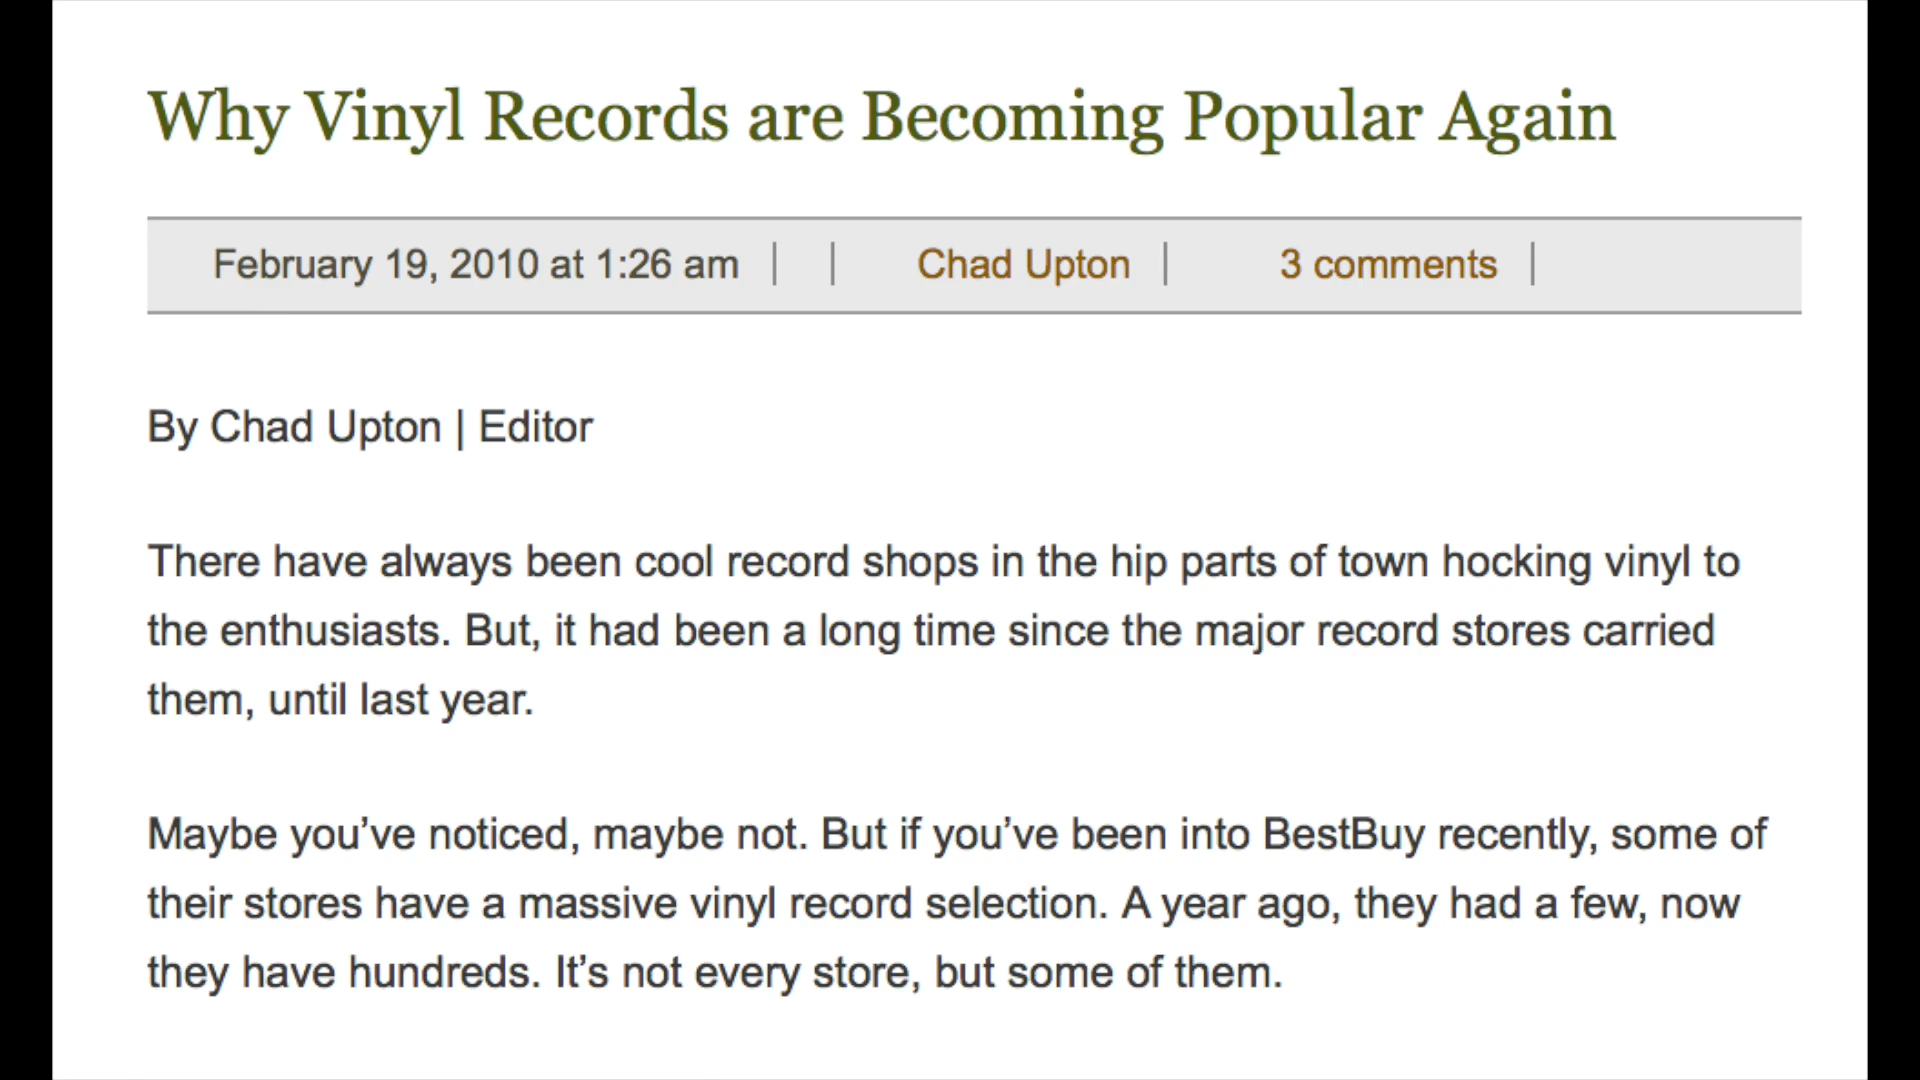 Why Vinyl Records are Becoming Popular Again
February 19, 2010 at 1:26 am | | Chad Upton | 3 comments |
By Chad Upton | Editor
There have always been cool record shops in the hip parts of town hocking vinyl to
the enthusiasts. But, it had been a long time since the major record stores carried
them, until last year.
Maybe you’ve noticed, maybe not. But if you’ve been into BestBuy recently, some of
their stores have a massive vinyl record selection. A year ago, they had a few, now
they have hundreds. It’s not every store, but some of them.